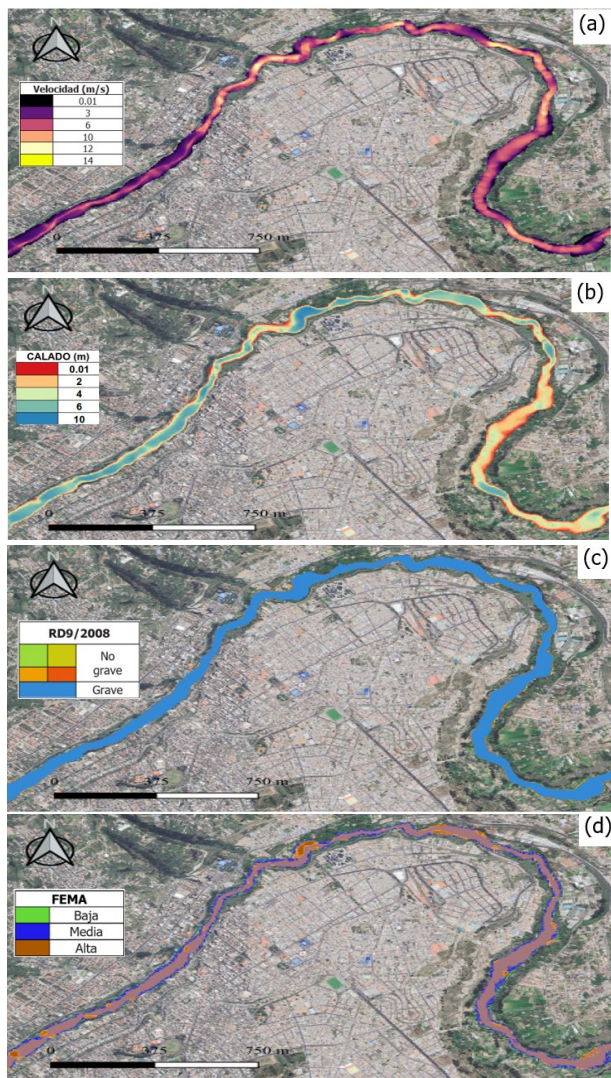 (a)
N
Velocidad (m/s)
0.01
3
6
10
12
14
0 375 750 m
(b)
N
CALADO (m)
0.01
2
4
6
10
0 375 750 m
(c)
N
RD9/2008
No
grave
Grave
0 375 750 m
(d)
N
FEMA
Baja
Media
Alta
0 375 750 m